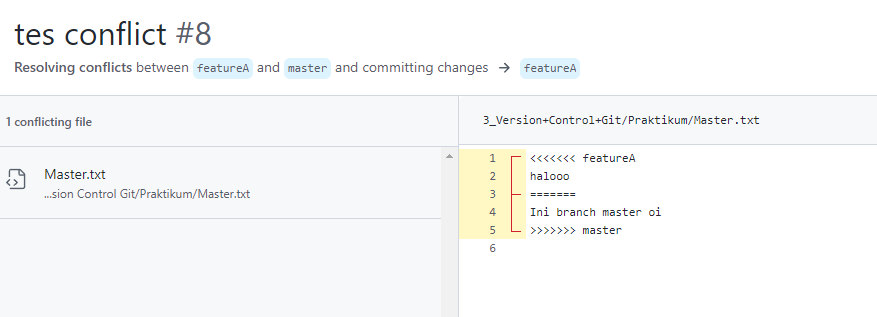 tes conflict #8
Resolving conflicts between featureA and master and committing changes → featureA
1 conflicting file
Master.txt
...sion Control Git/Praktikum/Master.txt
3_Version+Control+Git/Praktikum/Master.txt
1 <<<<<<< featureA
2 halooo
3 =======
4 Ini branch master oi
5 >>>>>>> master
6